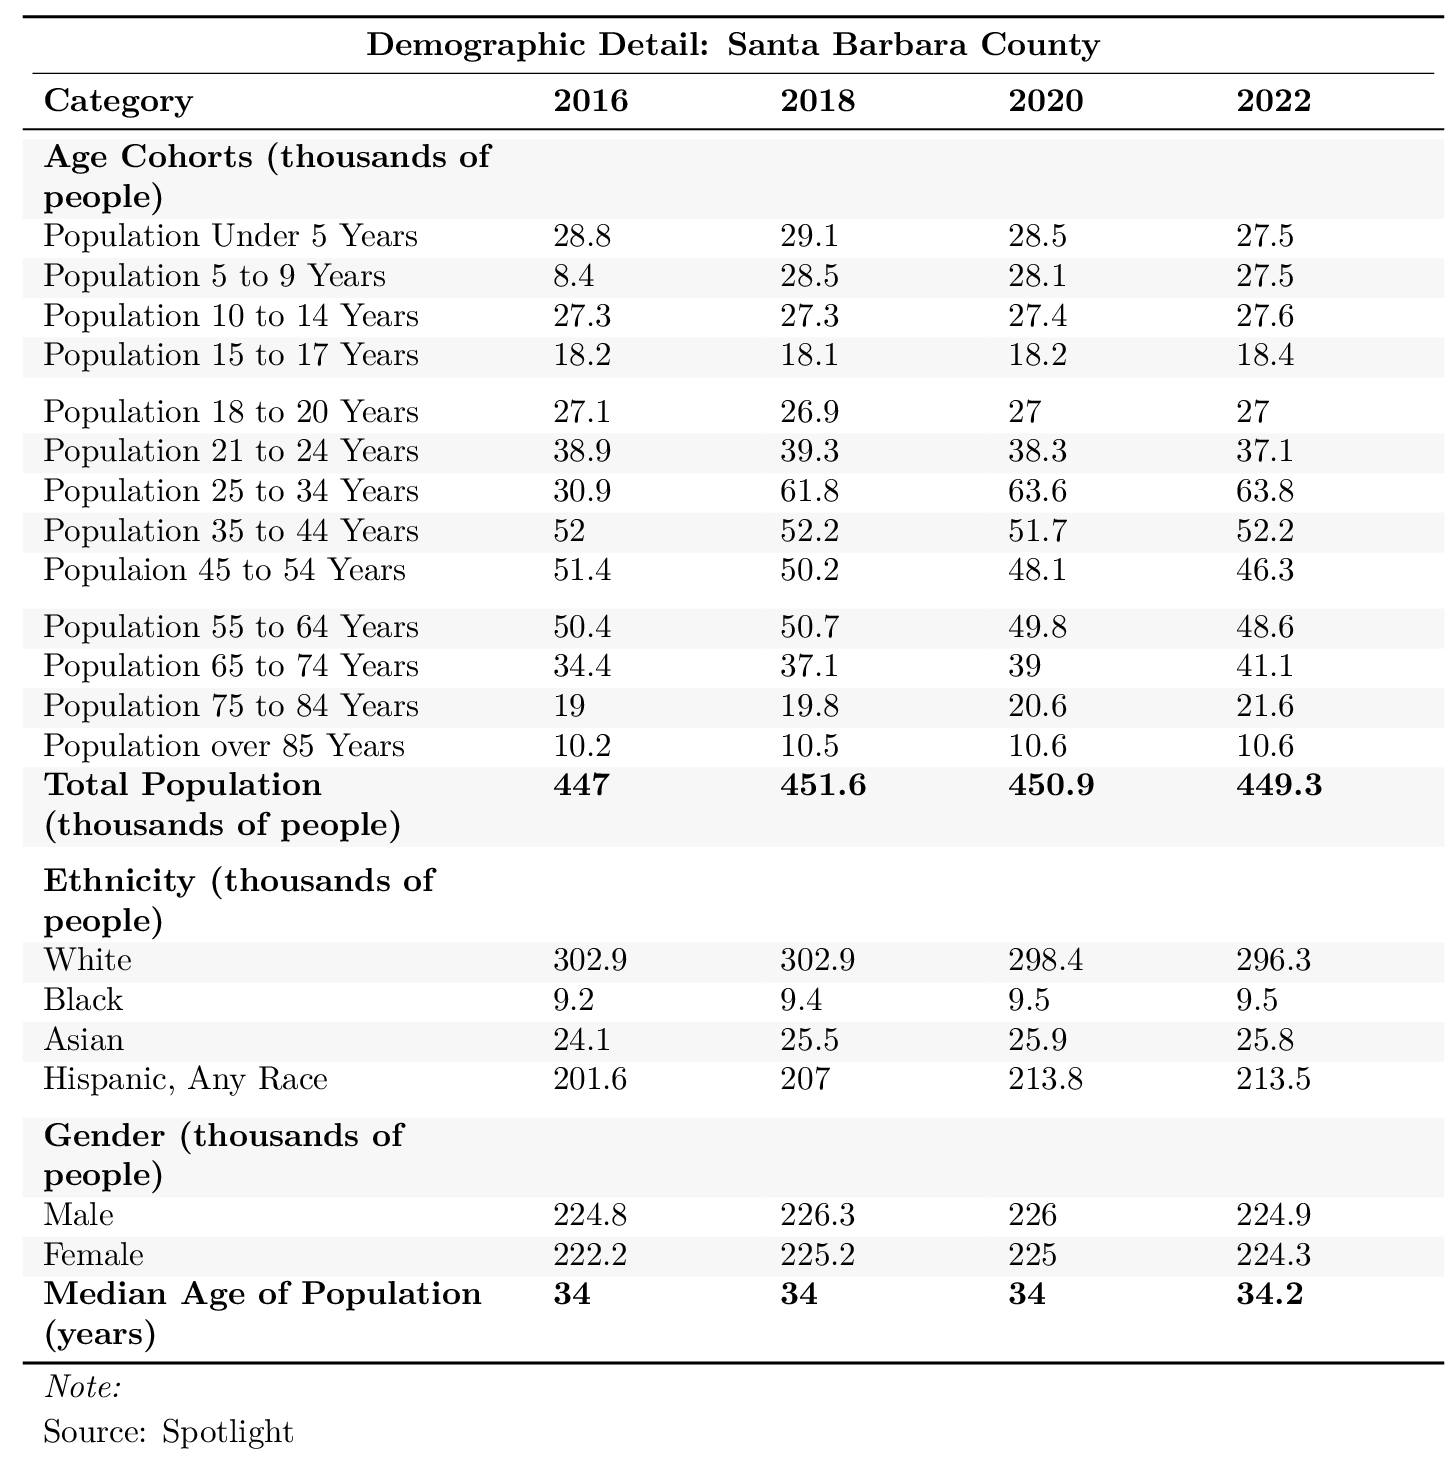 Demographic Detail: Santa Barbara County
Category 2016 2018 2020 2022
Age Cohorts (thousands of
people)
Population Under 5 Years 28.8 29.1 28.5 27.5
Population 5 to 9 Years 8.4 28.5 28.1 27.5
Population 10 to 14 Years 27.3 27.3 27.4 27.6
Population 15 to 17 Years 18.2 18.1 18.2 18.4
Population 18 to 20 Years 27.1 26.9 27 27
Population 21 to 24 Years 38.9 39.3 38.3 37.1
Population 25 to 34 Years 30.9 61.8 63.6 63.8
Population 35 to 44 Years 52 52.2 51.7 52.2
Populaion 45 to 54 Years 51.4 50.2 48.1 46.3
Population 55 to 64 Years 50.4 50.7 49.8 48.6
Population 65 to 74 Years 34.4 37.1 39 41.1
Population 75 to 84 Years 19 19.8 20.6 21.6
Population over 85 Years 10.2 10.5 10.6 10.6
Total Population 447 451.6 450.9 449.3
(thousands of people)
Ethnicity (thousands of
people)
White 302.9 302.9 298.4 296.3
Black 9.2 9.4 9.5 9.5
Asian 24.1 25.5 25.9 25.8
Hispanic, Any Race 201.6 207 213.8 213.5
Gender (thousands of
people)
Male 224.8 226.3 226 224.9
Female 222.2 225.2 225 224.3
Median Age of Population 34 34 34 34.2
(years)
Note:
Source: Spotlight